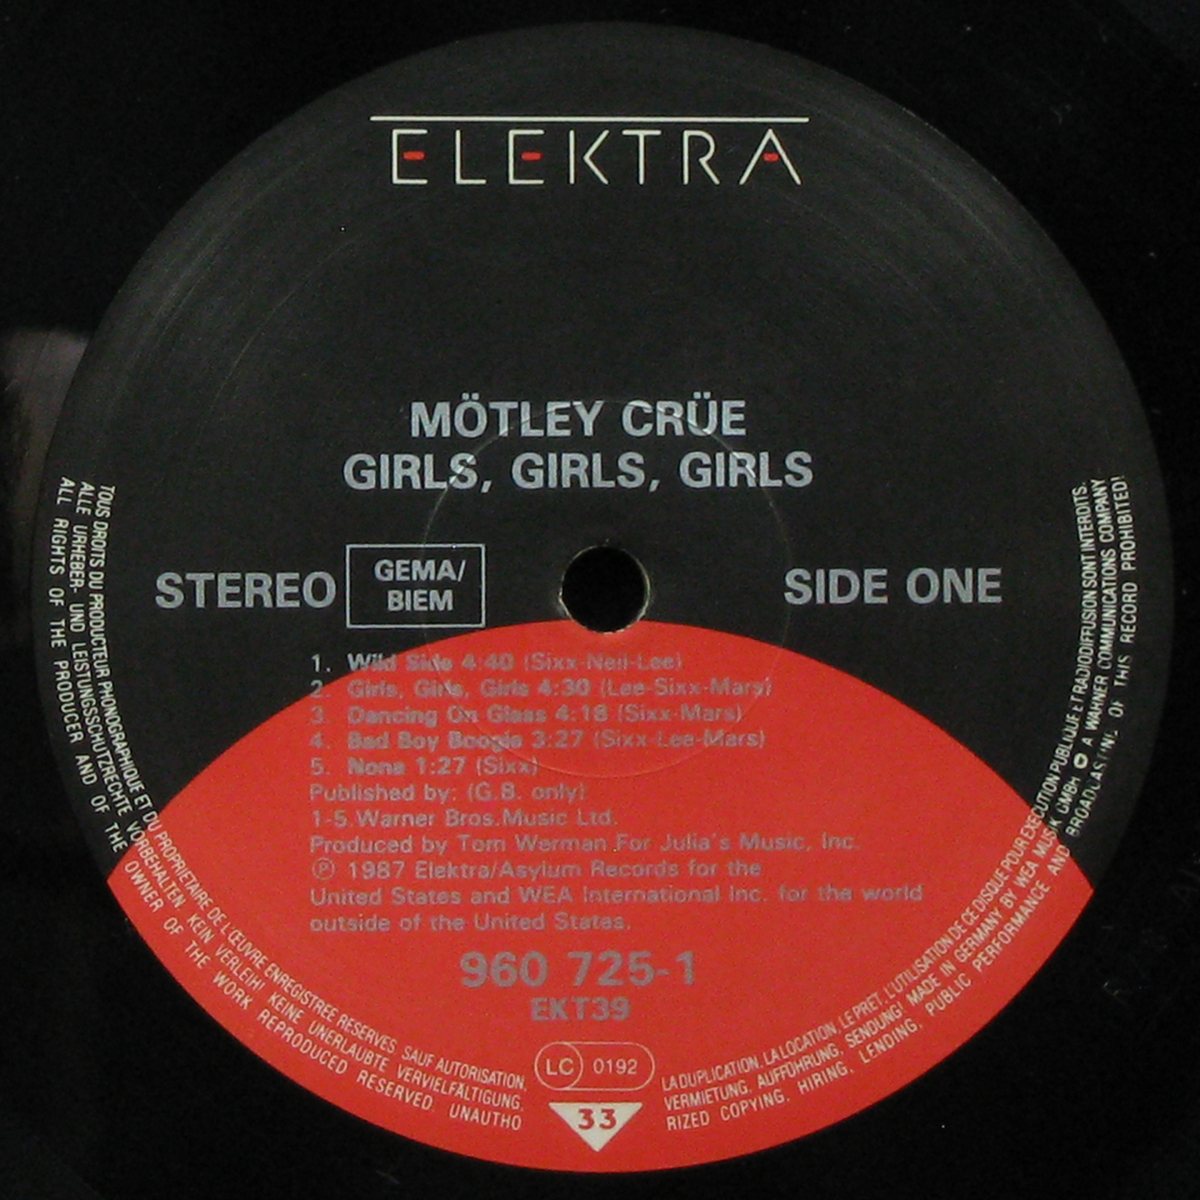 ELEKTRA
MÖTLEY CRÜE
GIRLS, GIRLS, GIRLS
STEREO
GEMA/
BIEM
SIDE ONE
1. Wild Side 4:40 (Sixx-Neil-Lee)
2. Girls, Girls, Girls 4:30 (Lee-Sixx-Mars)
3. Dancing On Glass 4:18 (Sixx-Mars)
4. Bad Boy Boogie 3:27 (Sixx-Lee-Mars)
5. Nona 1:27 (Sixx)
Published by: (G.B. only)
1-5.Warner Bros.Music Ltd.
Produced by Tom Werman For Julia's Music, Inc.
℗ 1987 Elektra/Asylum Records for the
United States and WEA International Inc. for the world
outside of the United States.
960 725-1
EKT39
LC 0192
33
TOUS DROITS DU PRODUCTEUR PHONOGRAPHIQUE ET DU PROPRIETAIRE DE L'ŒUVRE ENREGISTREE RESERVES. SAUF AUTORISATION, LA DUPLICATION, LA LOCATION, LE PRET, L'UTILISATION DE CE DISQUE POUR EXECUTION PUBLIQUE ET RADIODIFFUSION SONT INTERDITS.
ALLE URHEBER- UND LEISTUNGSSCHUTZRECHTE VORBEHALTEN. KEIN VERLEIH! KEINE UNERLAUBTE VERVIELFÄLTIGUNG, VERMIETUNG, AUFFÜHRUNG, SENDUNG! MADE IN GERMANY BY WEA MUSIK GMBH A WARNER COMMUNICATIONS COMPANY
ALL RIGHTS OF THE PRODUCER AND OF THE OWNER OF THE WORK REPRODUCED RESERVED. UNAUTHORIZED COPYING, HIRING, LENDING, PUBLIC PERFORMANCE AND BROADCASTING OF THIS RECORD PROHIBITED!